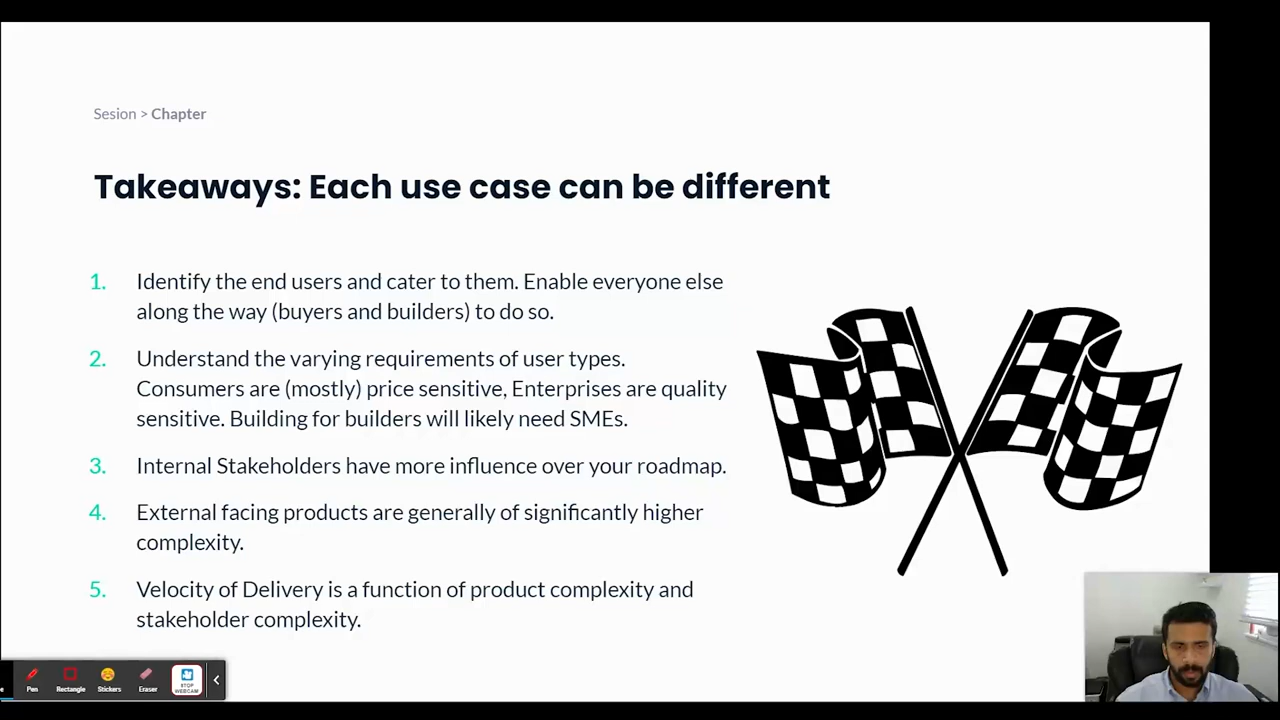 Sesion > Chapter
Takeaways: Each use case can be different
1. Identify the end users and cater to them. Enable everyone else
along the way (buyers and builders) to do so.
2. Understand the varying requirements of user types.
Consumers are (mostly) price sensitive, Enterprises are quality
sensitive. Building for builders will likely need SMEs.
3. Internal Stakeholders have more influence over your roadmap.
4. External facing products are generally of significantly higher
complexity.
5. Velocity of Delivery is a function of product complexity and
stakeholder complexity.
e Pen Rectangle Stickers Eraser STOP
WEBCAM